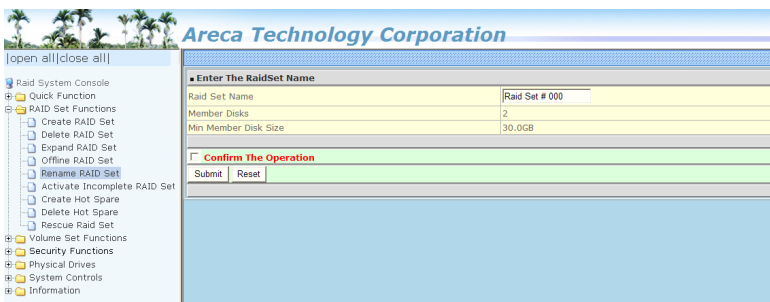 Areca Technology Corporation
|open all|close all|
Raid System Console
Quick Function
RAID Set Functions
Create RAID Set
Delete RAID Set
Expand RAID Set
Offline RAID Set
Rename RAID Set
Activate Incomplete RAID Set
Create Hot Spare
Delete Hot Spare
Rescue Raid Set
Volume Set Functions
Security Functions
Physical Drives
System Controls
Information
Enter The RaidSet Name
Raid Set Name Raid Set # 000
Member Disks 2
Min Member Disk Size 30.0GB
Confirm The Operation
Submit Reset